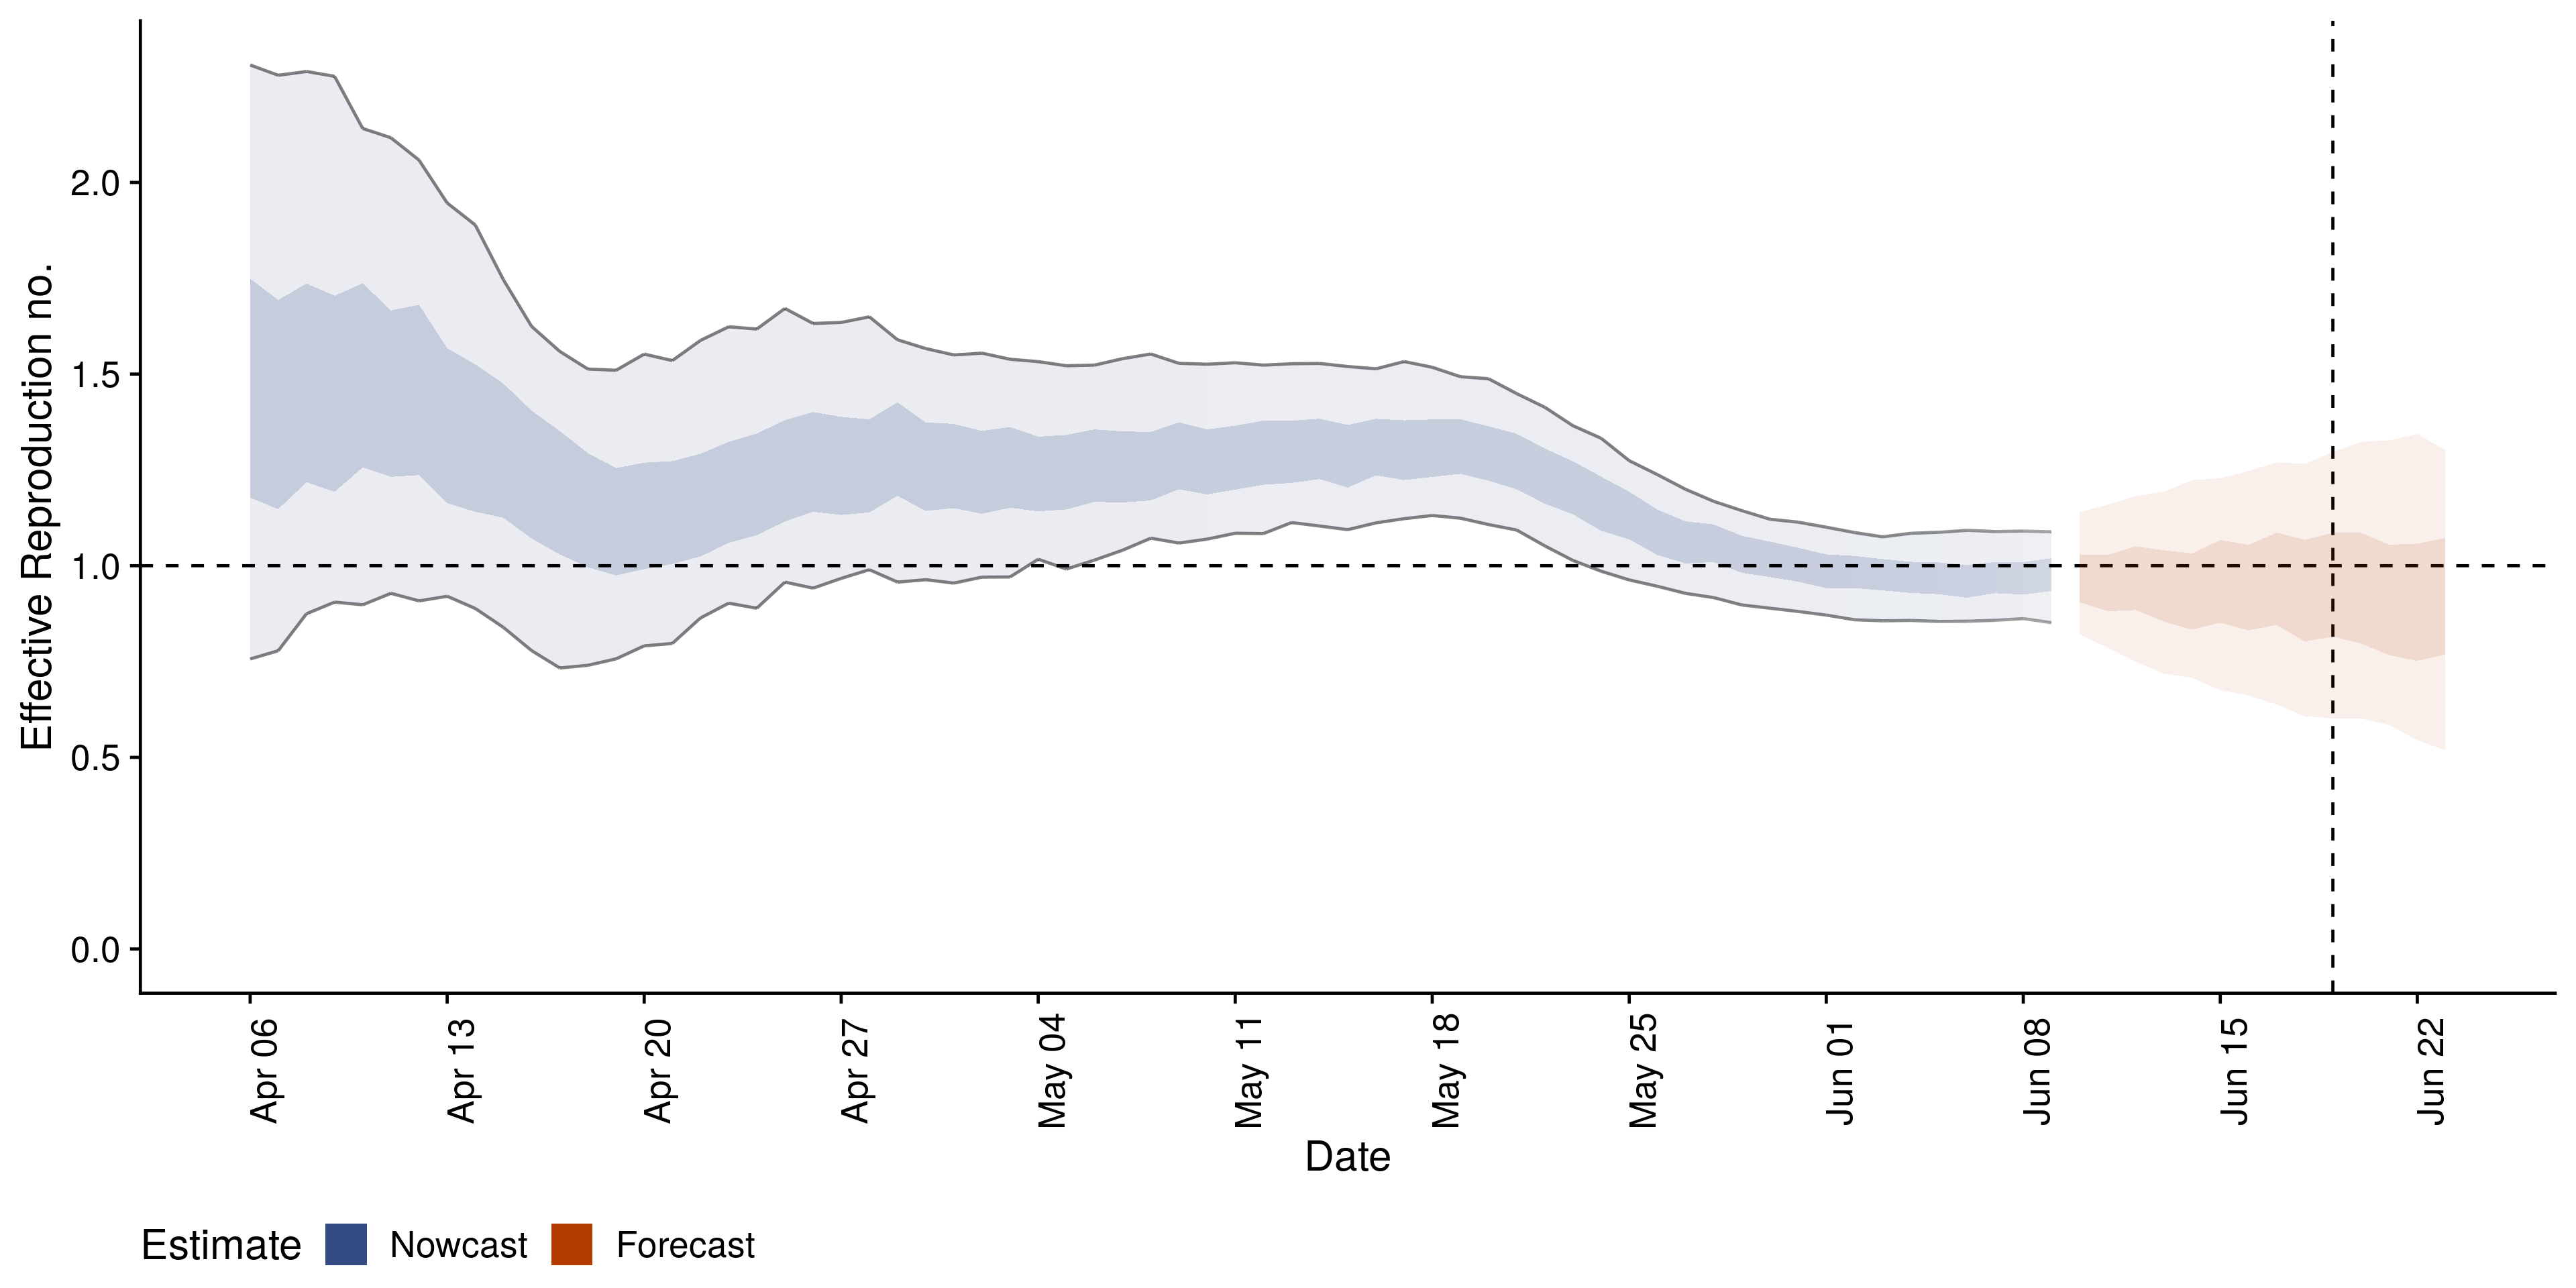 Effective Reproduction no.
2.0
1.5
1.0
0.5
0.0
Apr 06
Apr 13
Apr 20
Apr 27
May 04
May 11
May 18
May 25
Jun 01
Jun 08
Jun 15
Jun 22
Date
Estimate Nowcast Forecast